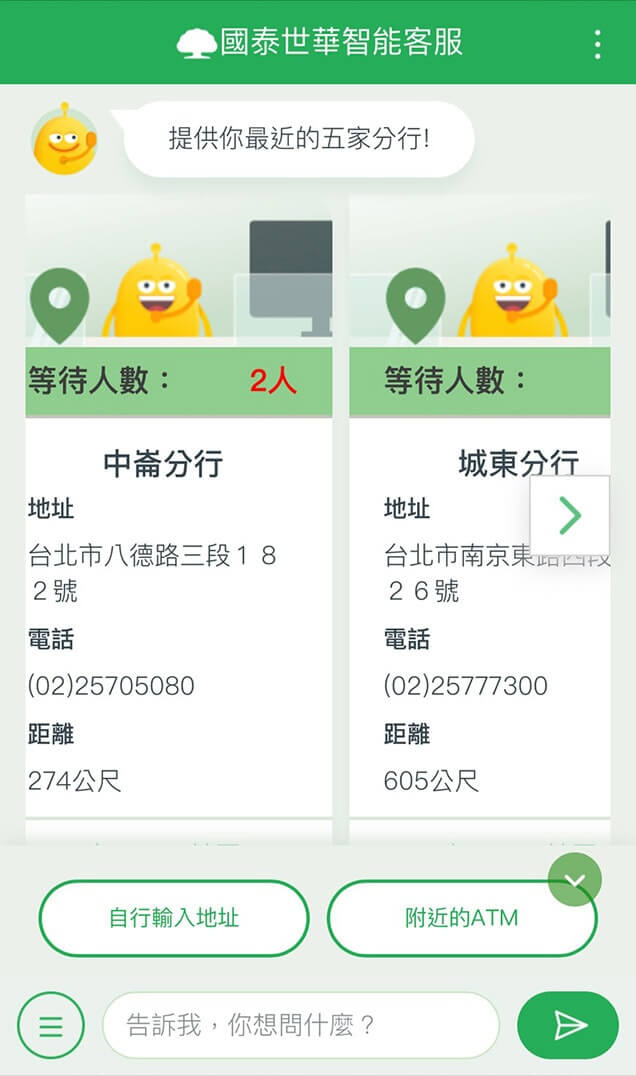 國泰世華智能客服
提供你最近的五家分行!
等待人數：
2人
中崙分行
地址
台北市八德路三段１８
２號
電話
(02)25705080
距離
274公尺
等待人數：
城東分行
地址
台北市南京東路四段
２６號
電話
(02)25777300
距離
605公尺
自行輸入地址
附近的ATM
告訴我，你想問什麼？